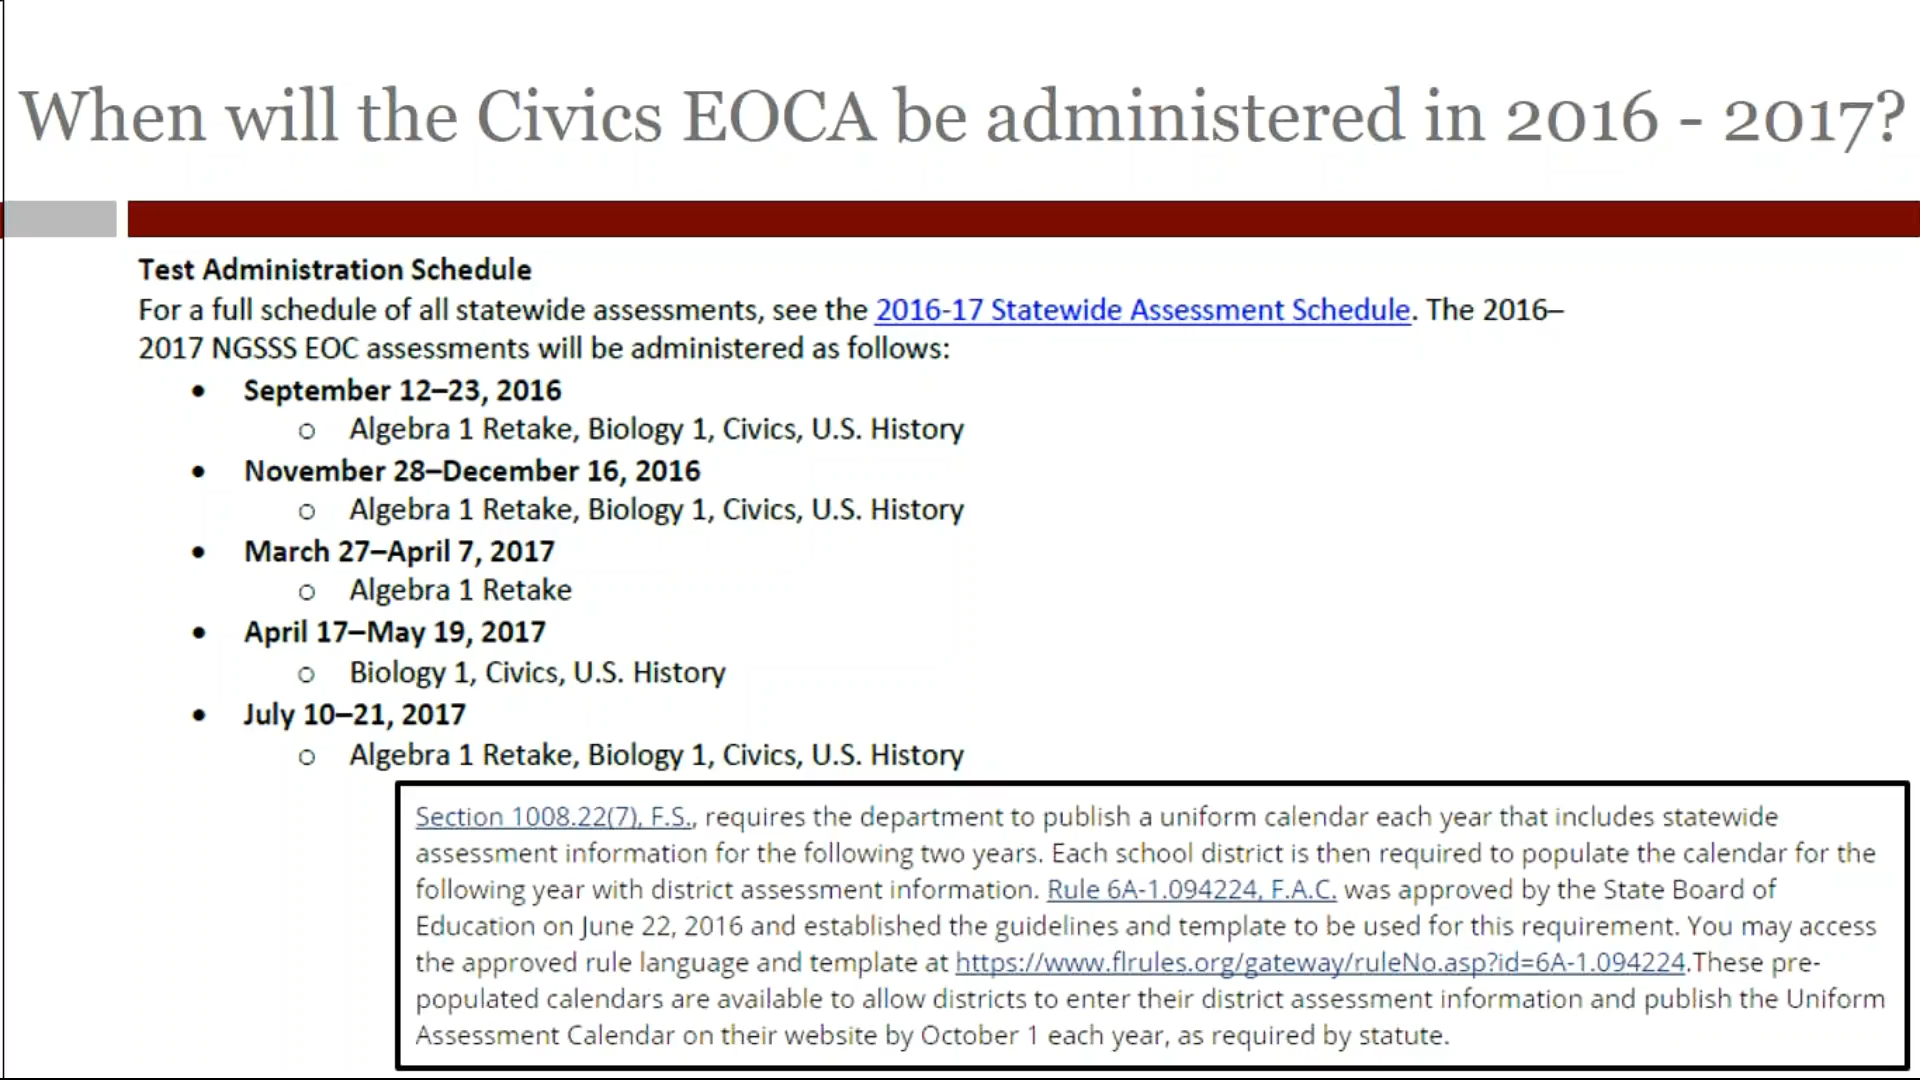 When will the Civics EOCA be administered in 2016 - 2017?
Test Administration Schedule
For a full schedule of all statewide assessments, see the 2016-17 Statewide Assessment Schedule. The 2016–
2017 NGSSS EOC assessments will be administered as follows:
• September 12–23, 2016
o Algebra 1 Retake, Biology 1, Civics, U.S. History
• November 28–December 16, 2016
o Algebra 1 Retake, Biology 1, Civics, U.S. History
• March 27–April 7, 2017
o Algebra 1 Retake
• April 17–May 19, 2017
o Biology 1, Civics, U.S. History
• July 10–21, 2017
o Algebra 1 Retake, Biology 1, Civics, U.S. History
Section 1008.22(7), F.S., requires the department to publish a uniform calendar each year that includes statewide
assessment information for the following two years. Each school district is then required to populate the calendar for the
following year with district assessment information. Rule 6A-1.094224, F.A.C. was approved by the State Board of
Education on June 22, 2016 and established the guidelines and template to be used for this requirement. You may access
the approved rule language and template at https://www.flrules.org/gateway/ruleNo.asp?id=6A-1.094224.These pre-
populated calendars are available to allow districts to enter their district assessment information and publish the Uniform
Assessment Calendar on their website by October 1 each year, as required by statute.